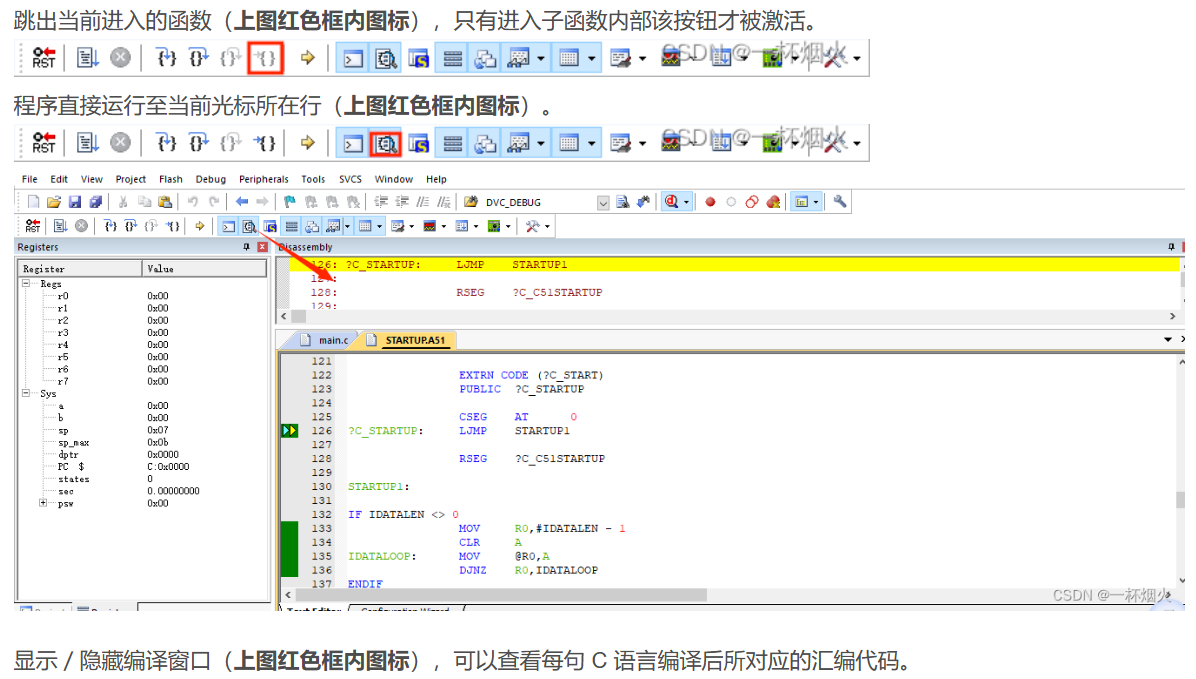 跳出当前进入的函数（上图红色框内图标），只有进入子函数内部该按钮才被激活。
RST
CSDN @一杯烟火
程序直接运行至当前光标所在行（上图红色框内图标）。
RST
CSDN @一杯烟火
File Edit View Project Flash Debug Peripherals Tools SVCS Window Help
DVC_DEBUG
RST
Registers
Disassembly
Register Value
Regs
r0 0x00
r1 0x00
r2 0x00
r3 0x00
r4 0x00
r5 0x00
r6 0x00
r7 0x00
Sys
a 0x00
b 0x00
sp 0x07
sp_max 0x0b
dptr 0x0000
PC $ C:0x0000
states 0
sec 0.00000000
psw 0x00
126: ?C_STARTUP: LJMP STARTUP1
127:
128: RSEG ?C_C51STARTUP
129:
main.c STARTUP.A51
121
122 EXTRN CODE (?C_START)
123 PUBLIC ?C_STARTUP
124
125 CSEG AT 0
126 ?C_STARTUP: LJMP STARTUP1
127
128 RSEG ?C_C51STARTUP
129
130 STARTUP1:
131
132 IF IDATALEN <> 0
133 MOV R0,#IDATALEN - 1
134 CLR A
135 IDATALOOP: MOV @R0,A
136 DJNZ R0,IDATALOOP
137 ENDIF
Text Editor Configuration Wizard
CSDN @一杯烟火
显示 / 隐藏编译窗口（上图红色框内图标），可以查看每句 C 语言编译后所对应的汇编代码。